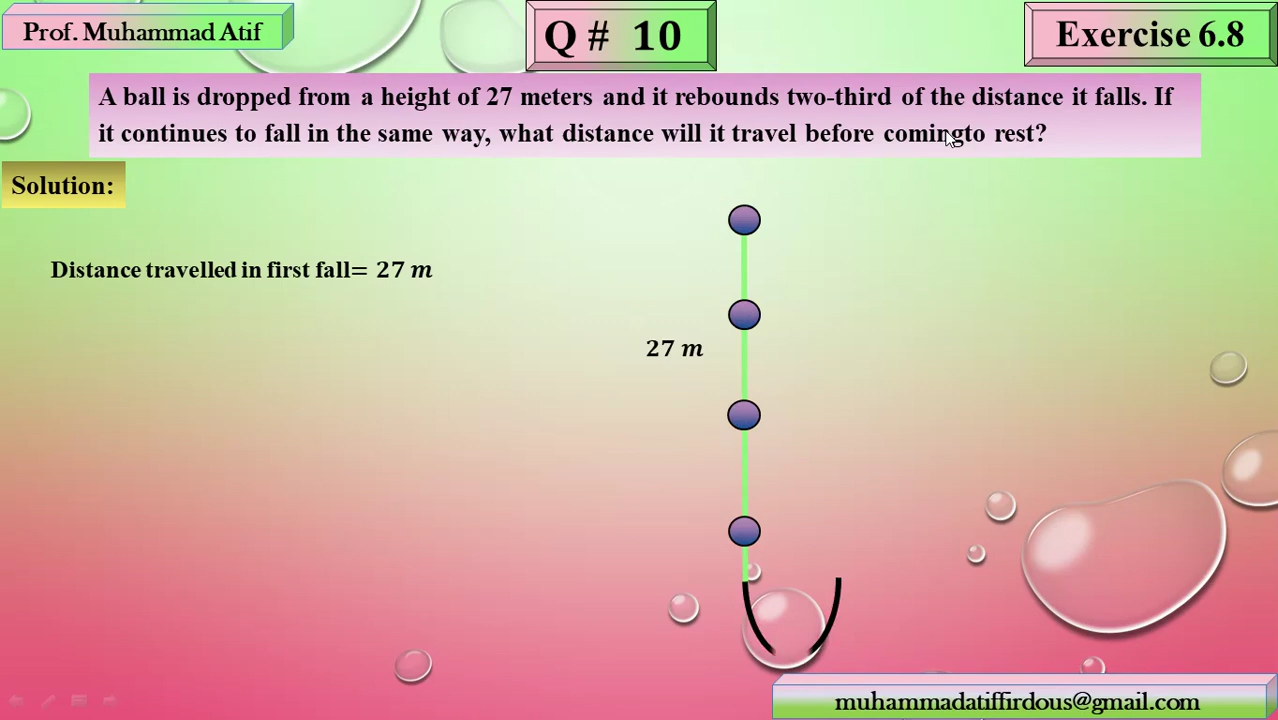 Prof. Muhammad Atif
Q # 10
Exercise 6.8
A ball is dropped from a height of 27 meters and it rebounds two-third of the distance it falls. If
it continues to fall in the same way, what distance will it travel before comingto rest?
Solution:
Distance travelled in first fall= 27 m
27 m
muhammadatiffirdous@gmail.com